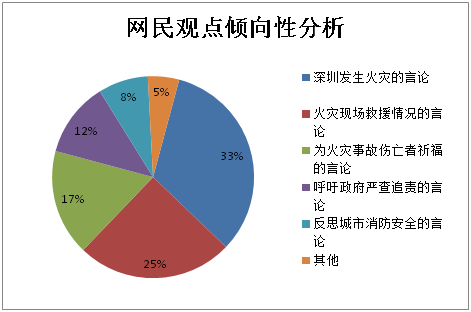 网民观点倾向性分析
5%
8%
33%
12%
17%
25%
深圳发生火灾的言论
火灾现场救援情况的言
论
为火灾事故伤亡者祈福
的言论
呼吁政府严查追责的言
论
反思城市消防安全的言
论
其他